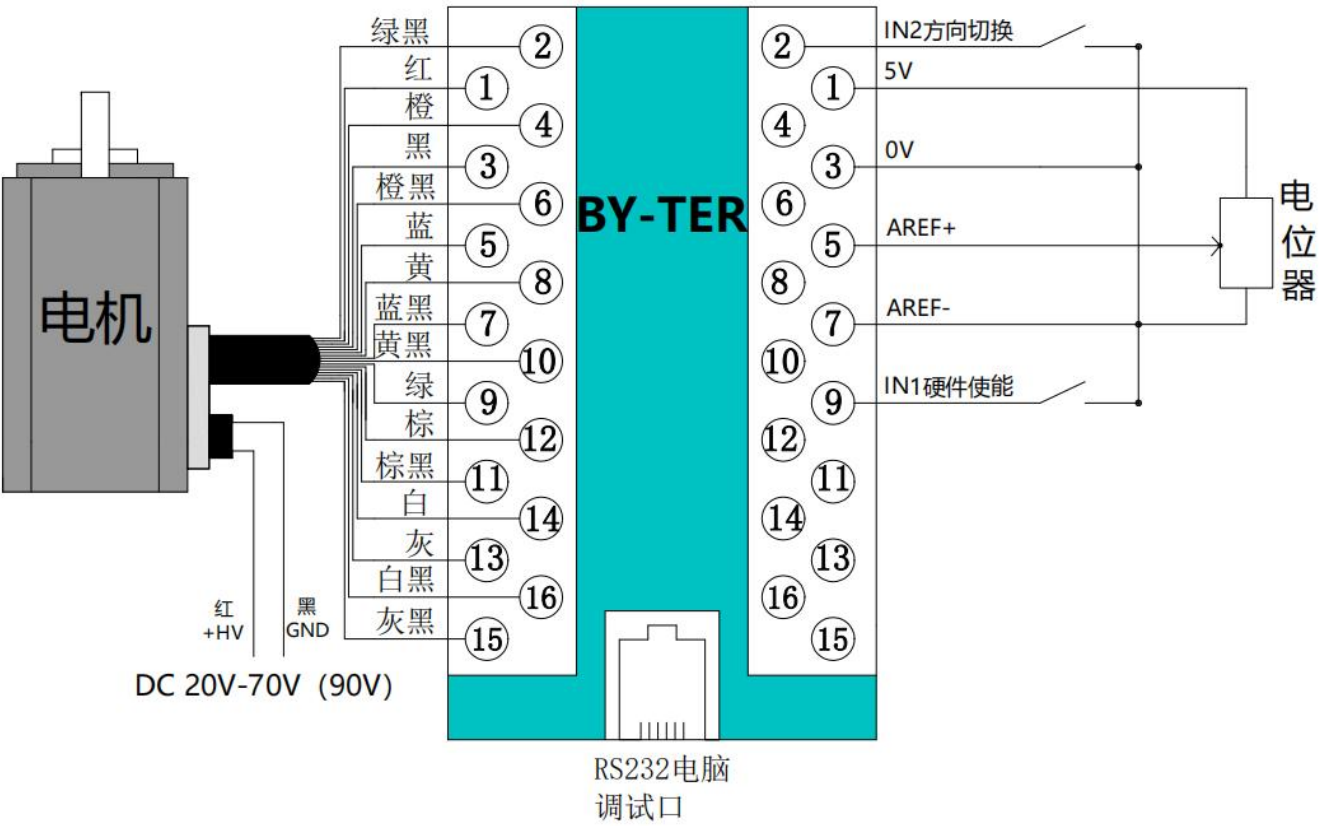 绿黑
②
②
IN2方向切换
红
①
①
5V
橙
④
④
黑
③
③
0V
橙黑
⑥
BY-TER
⑥
蓝
⑤
⑤
AREF+
电位器
黄
⑧
⑧
蓝黑
⑦
⑦
AREF-
电机
黄黑
⑩
⑩
绿
⑨
⑨
IN1硬件使能
棕
⑫
⑫
棕黑
⑪
⑪
白
⑭
⑭
灰
⑬
⑬
白黑
⑯
⑯
灰黑
⑮
⑮
红
+HV
黑
GND
DC 20V-70V（90V）
RS232电脑
调试口